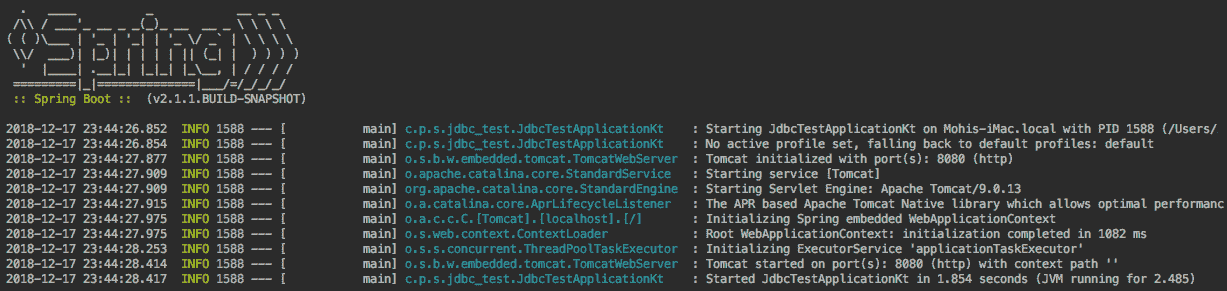 .   ____          _            __ _ _
 /\\ / ___'_ __ _ _(_)_ __  __ _ \ \ \ \
( ( )\___ | '_ | '_| | '_ \/ _` | \ \ \ \
 \\/  ___)| |_)| | | | | || (_| |  ) ) ) )
  '  |____| .__|_| |_|_| |_\__, | / / / /
 =========|_|==============|___/=/_/_/_/
 :: Spring Boot ::  (v2.1.1.BUILD-SNAPSHOT)
2018-12-17 23:44:26.852  INFO 1588 --- [           main] c.p.s.jdbc_test.JdbcTestApplicationKt    : Starting JdbcTestApplicationKt on Mohis-iMac.local with PID 1588 (/Users/
2018-12-17 23:44:26.854  INFO 1588 --- [           main] c.p.s.jdbc_test.JdbcTestApplicationKt    : No active profile set, falling back to default profiles: default
2018-12-17 23:44:27.877  INFO 1588 --- [           main] o.s.b.w.embedded.tomcat.TomcatWebServer  : Tomcat initialized with port(s): 8080 (http)
2018-12-17 23:44:27.909  INFO 1588 --- [           main] o.apache.catalina.core.StandardService   : Starting service [Tomcat]
2018-12-17 23:44:27.909  INFO 1588 --- [           main] org.apache.catalina.core.StandardEngine  : Starting Servlet Engine: Apache Tomcat/9.0.13
2018-12-17 23:44:27.915  INFO 1588 --- [           main] o.a.catalina.core.AprLifecycleListener   : The APR based Apache Tomcat Native library which allows optimal performanc
2018-12-17 23:44:27.975  INFO 1588 --- [           main] o.a.c.c.C.[Tomcat].[localhost].[/]       : Initializing Spring embedded WebApplicationContext
2018-12-17 23:44:27.975  INFO 1588 --- [           main] o.s.web.context.ContextLoader            : Root WebApplicationContext: initialization completed in 1082 ms
2018-12-17 23:44:28.253  INFO 1588 --- [           main] o.s.s.concurrent.ThreadPoolTaskExecutor  : Initializing ExecutorService 'applicationTaskExecutor'
2018-12-17 23:44:28.414  INFO 1588 --- [           main] o.s.b.w.embedded.tomcat.TomcatWebServer  : Tomcat started on port(s): 8080 (http) with context path ''
2018-12-17 23:44:28.417  INFO 1588 --- [           main] c.p.s.jdbc_test.JdbcTestApplicationKt    : Started JdbcTestApplicationKt in 1.854 seconds (JVM running for 2.485)